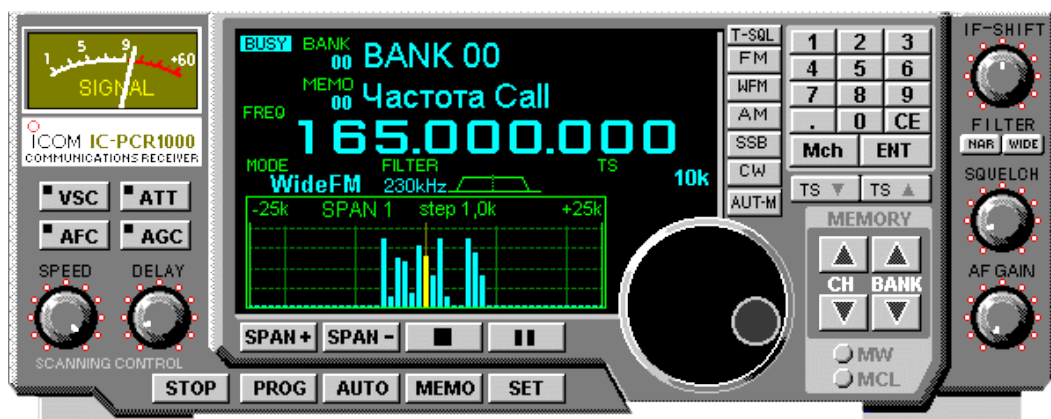 1 5 9 +60
SIGNAL
ICOM IC-PCR1000
COMMUNICATIONS RECEIVER
VSC ATT
AFC AGC
SPEED DELAY
SCANNING CONTROL
BUSY BANK 00 BANK 00
MEMO 00 Частота Call
FREQ 165.000.000
MODE FILTER TS
WideFM 230kHz 10k
-25k SPAN 1 step 1,0k +25k
SPAN + SPAN -
STOP PROG AUTO MEMO SET
T-SQL
FM
WFM
AM
SSB
CW
AUT-M
1 2 3
4 5 6
7 8 9
. 0 CE
Mch ENT
TS TS
MEMORY
CH BANK
MW
MCL
IF-SHIFT
FILTER
NAR WIDE
SQUELCH
AF GAIN